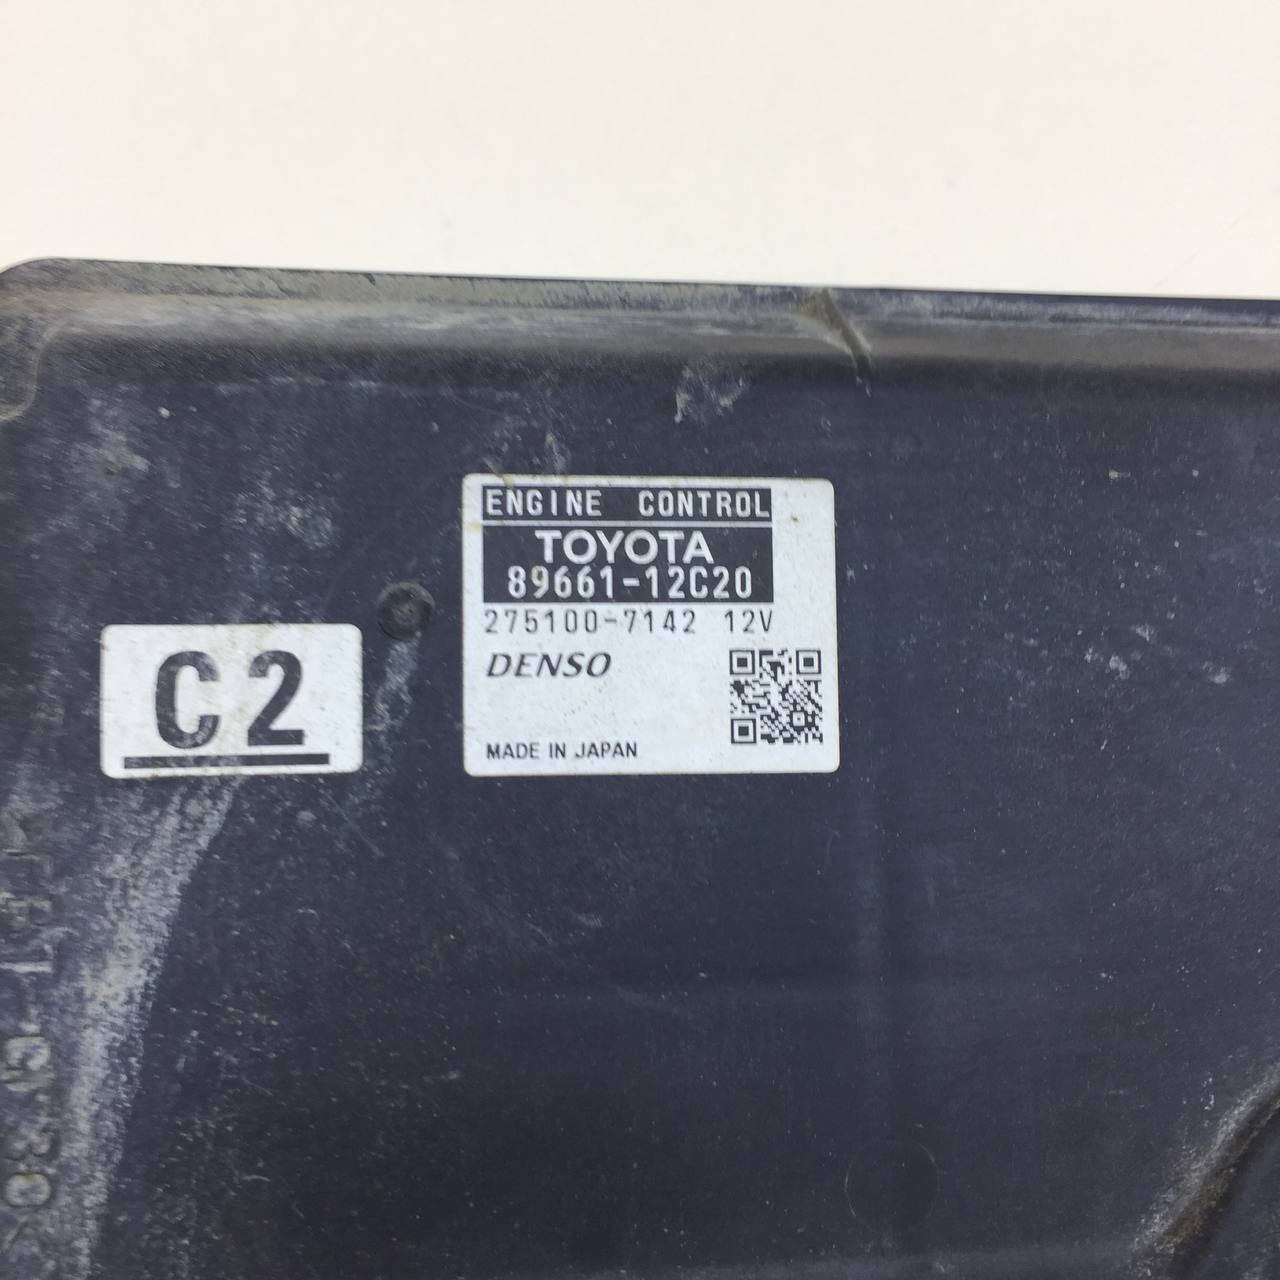 ENGINE CONTROL
TOYOTA
89661-12C20
275100-7142 12V
DENSO
MADE IN JAPAN
C2